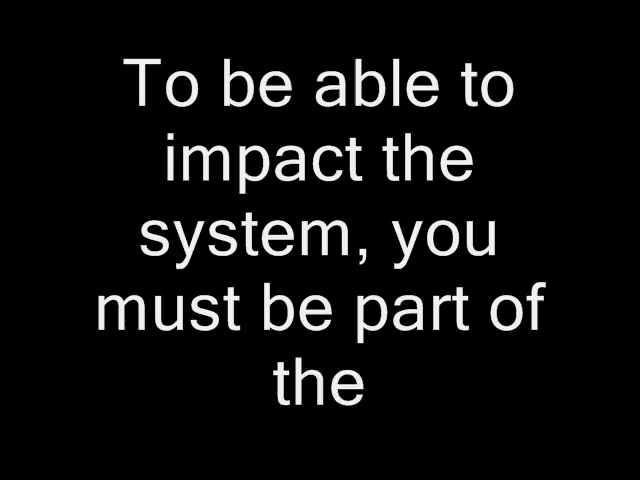 To be able to
impact the
system, you
must be part of
the